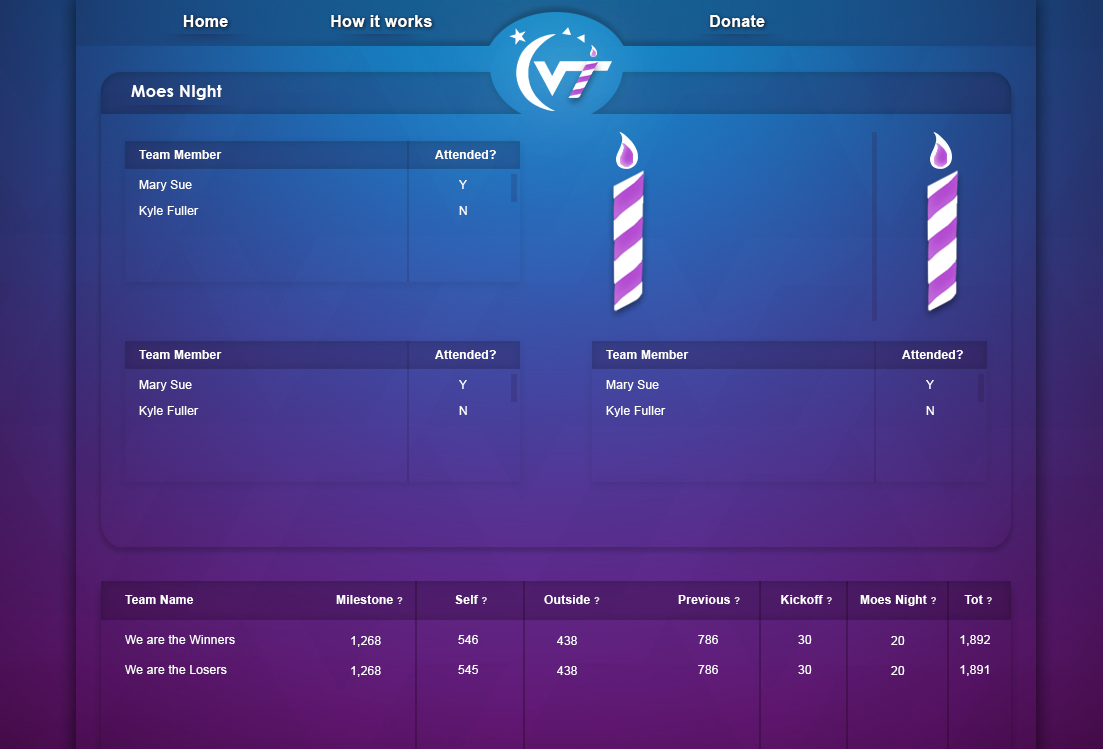 Home How it works Donate
VT
Moes NIght
Team Member Attended?
Mary Sue Y
Kyle Fuller N
Team Member Attended? Team Member Attended?
Mary Sue Y Mary Sue Y
Kyle Fuller N Kyle Fuller N
Team Name Milestone ? Self ? Outside ? Previous ? Kickoff ? Moes Night ? Tot ?
We are the Winners 1,268 546 438 786 30 20 1,892
We are the Losers 1,268 545 438 786 30 20 1,891